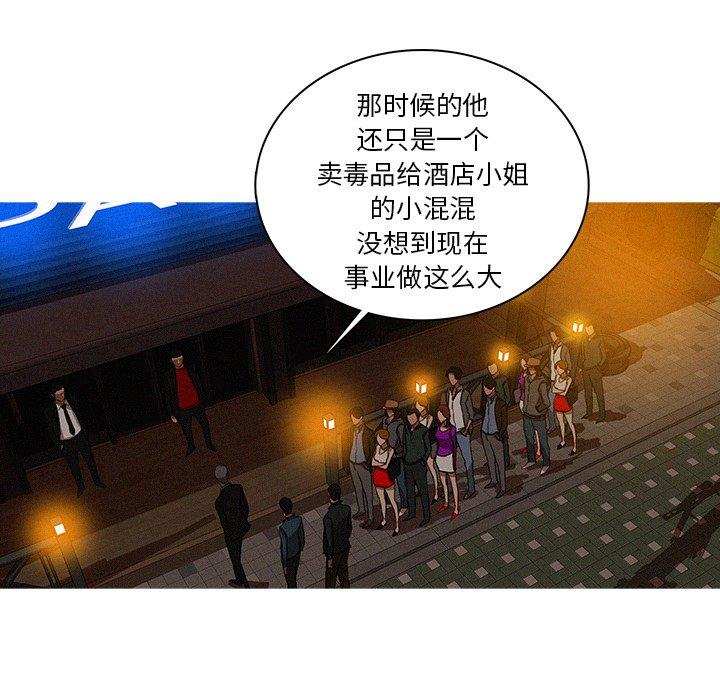 那时候的他
还只是一个
卖毒品给酒店小姐
的小混混
没想到现在
事业做这么大